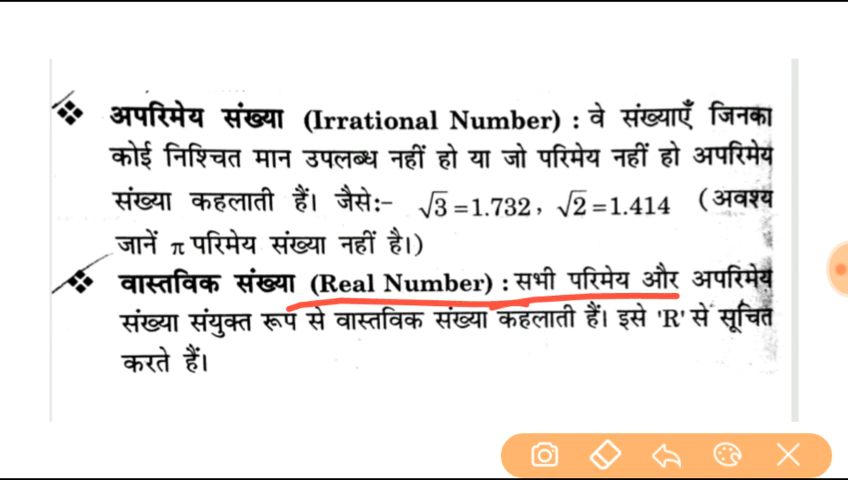 ❖ अपरिमेय संख्या (Irrational Number) : वे संख्याएँ जिनका
कोई निश्चित मान उपलब्ध नहीं हो या जो परिमेय नहीं हो अपरिमेय
संख्या कहलाती हैं। जैसे:- √3 =1.732, √2 =1.414 (अवश्य
जानें π परिमेय संख्या नहीं है।)
❖ वास्तविक संख्या (Real Number) : सभी परिमेय और अपरिमेय
संख्या संयुक्त रूप से वास्तविक संख्या कहलाती हैं। इसे 'R' से सूचित
करते हैं।